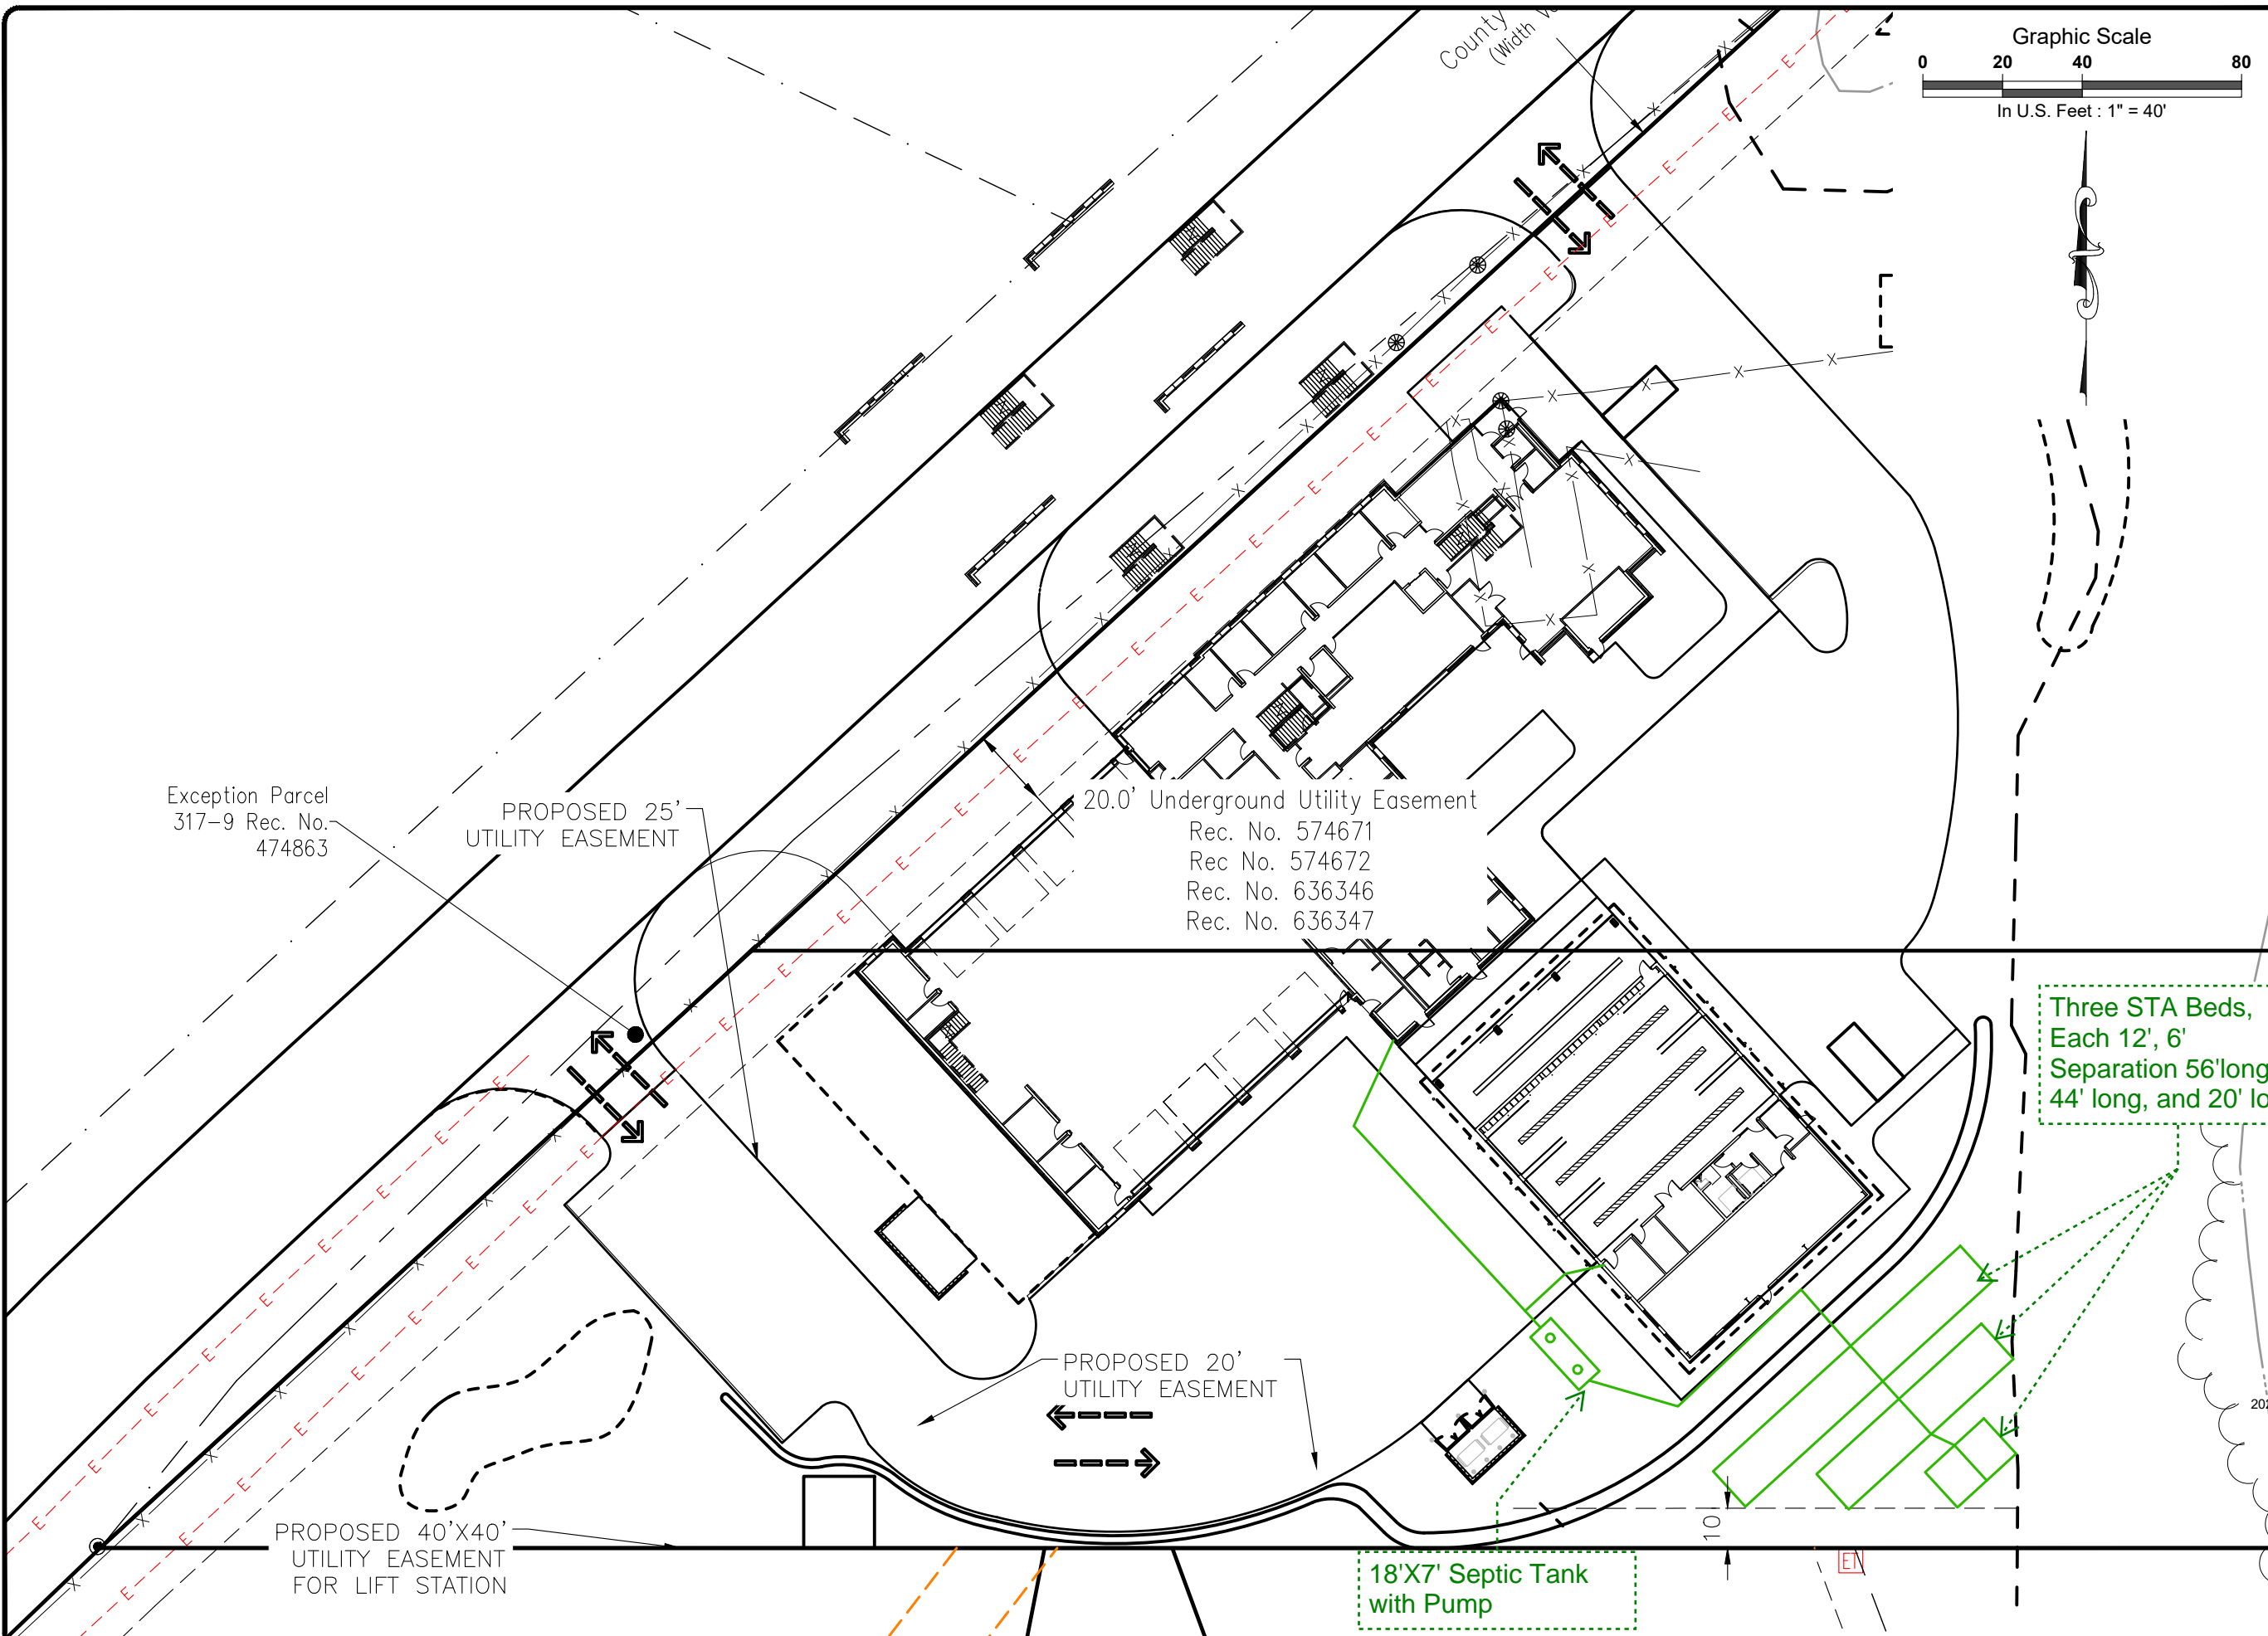 County
(Width
Graphic Scale
0 20 40 80
In U.S. Feet : 1" = 40'
Exception Parcel
317-9 Rec. No.
474863
PROPOSED 25'
UTILITY EASEMENT
20.0' Underground Utility Easement
Rec. No. 574671
Rec No. 574672
Rec. No. 636346
Rec. No. 636347
Three STA Beds,
Each 12', 6'
Separation 56'long
44' long, and 20'
PROPOSED 20'
UTILITY EASEMENT
10
PROPOSED 40'X40'
UTILITY EASEMENT
FOR LIFT STATION
18'X7' Septic Tank
with Pump